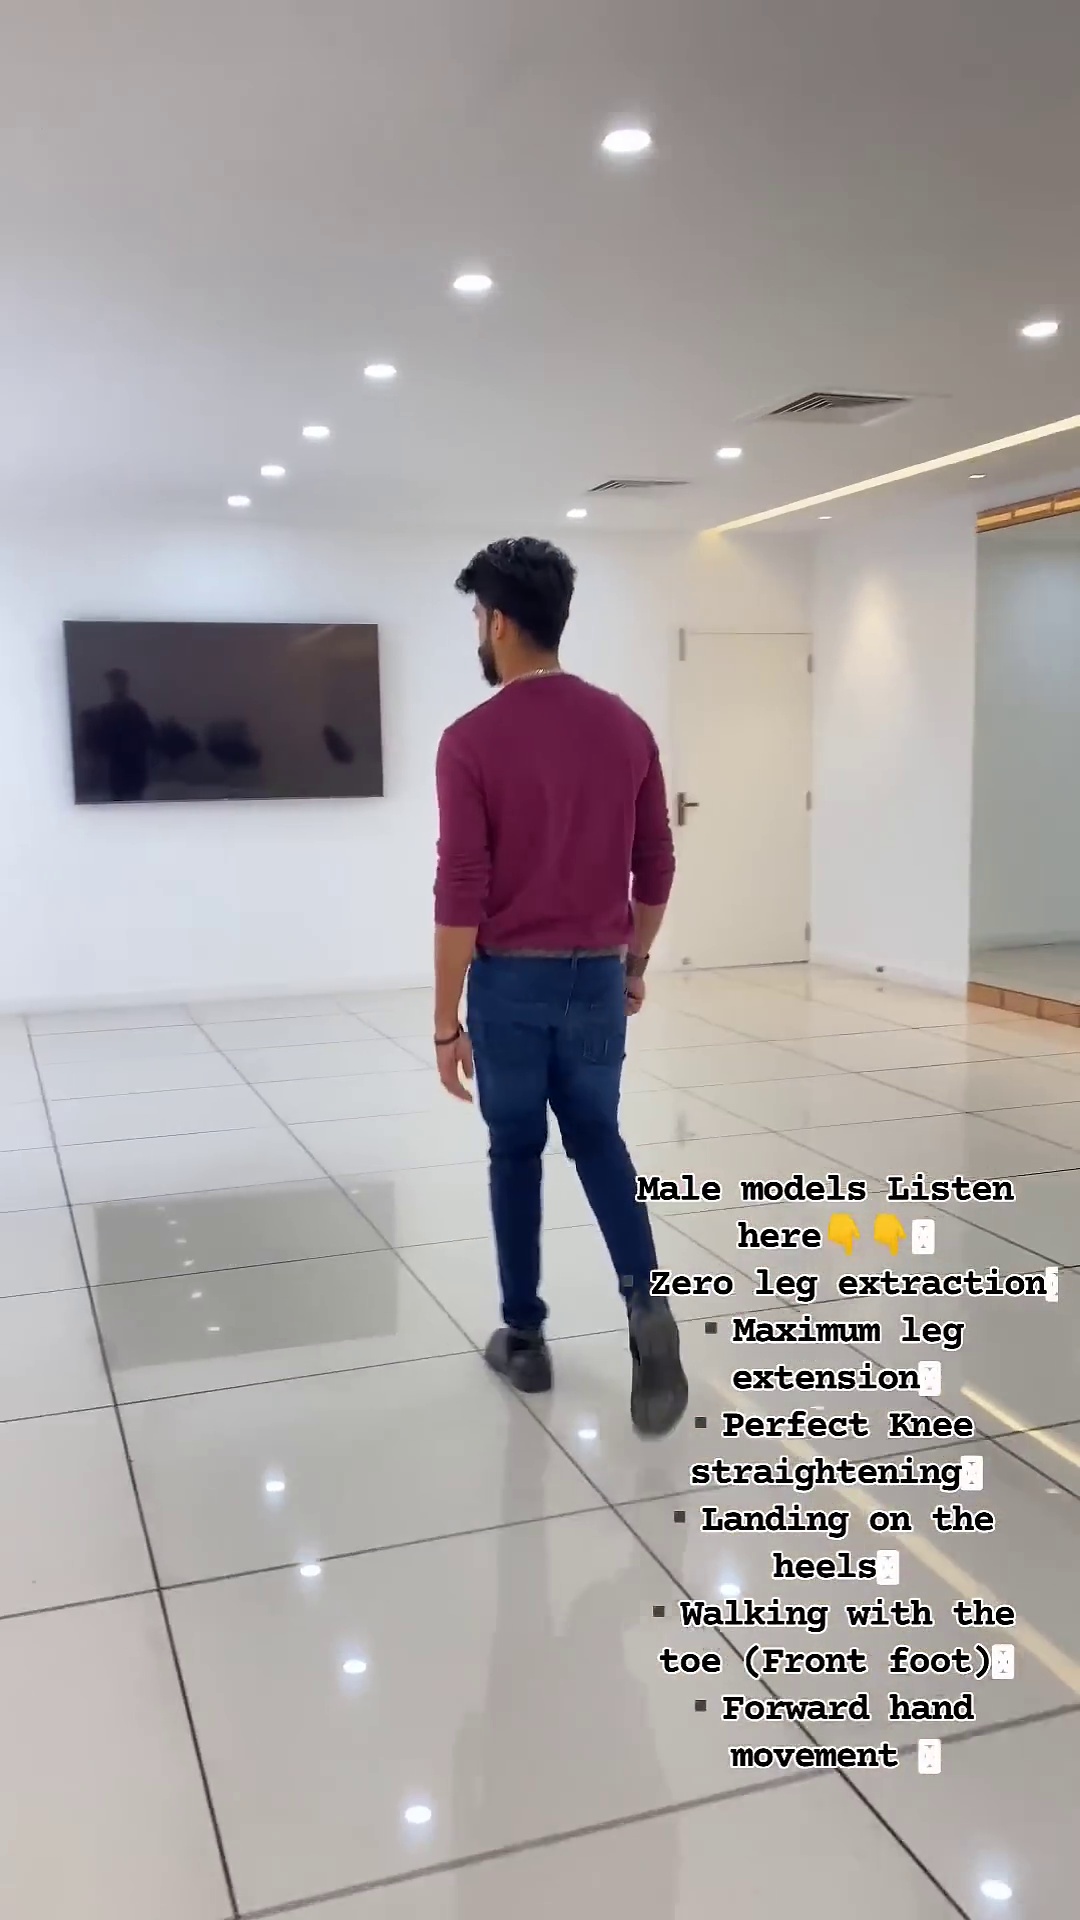 Male models Listen
here👇👇
▪ Zero leg extraction
▪ Maximum leg
extension
▪ Perfect Knee
straightening
▪ Landing on the
heels
▪ Walking with the
toe (Front foot)
▪ Forward hand
movement